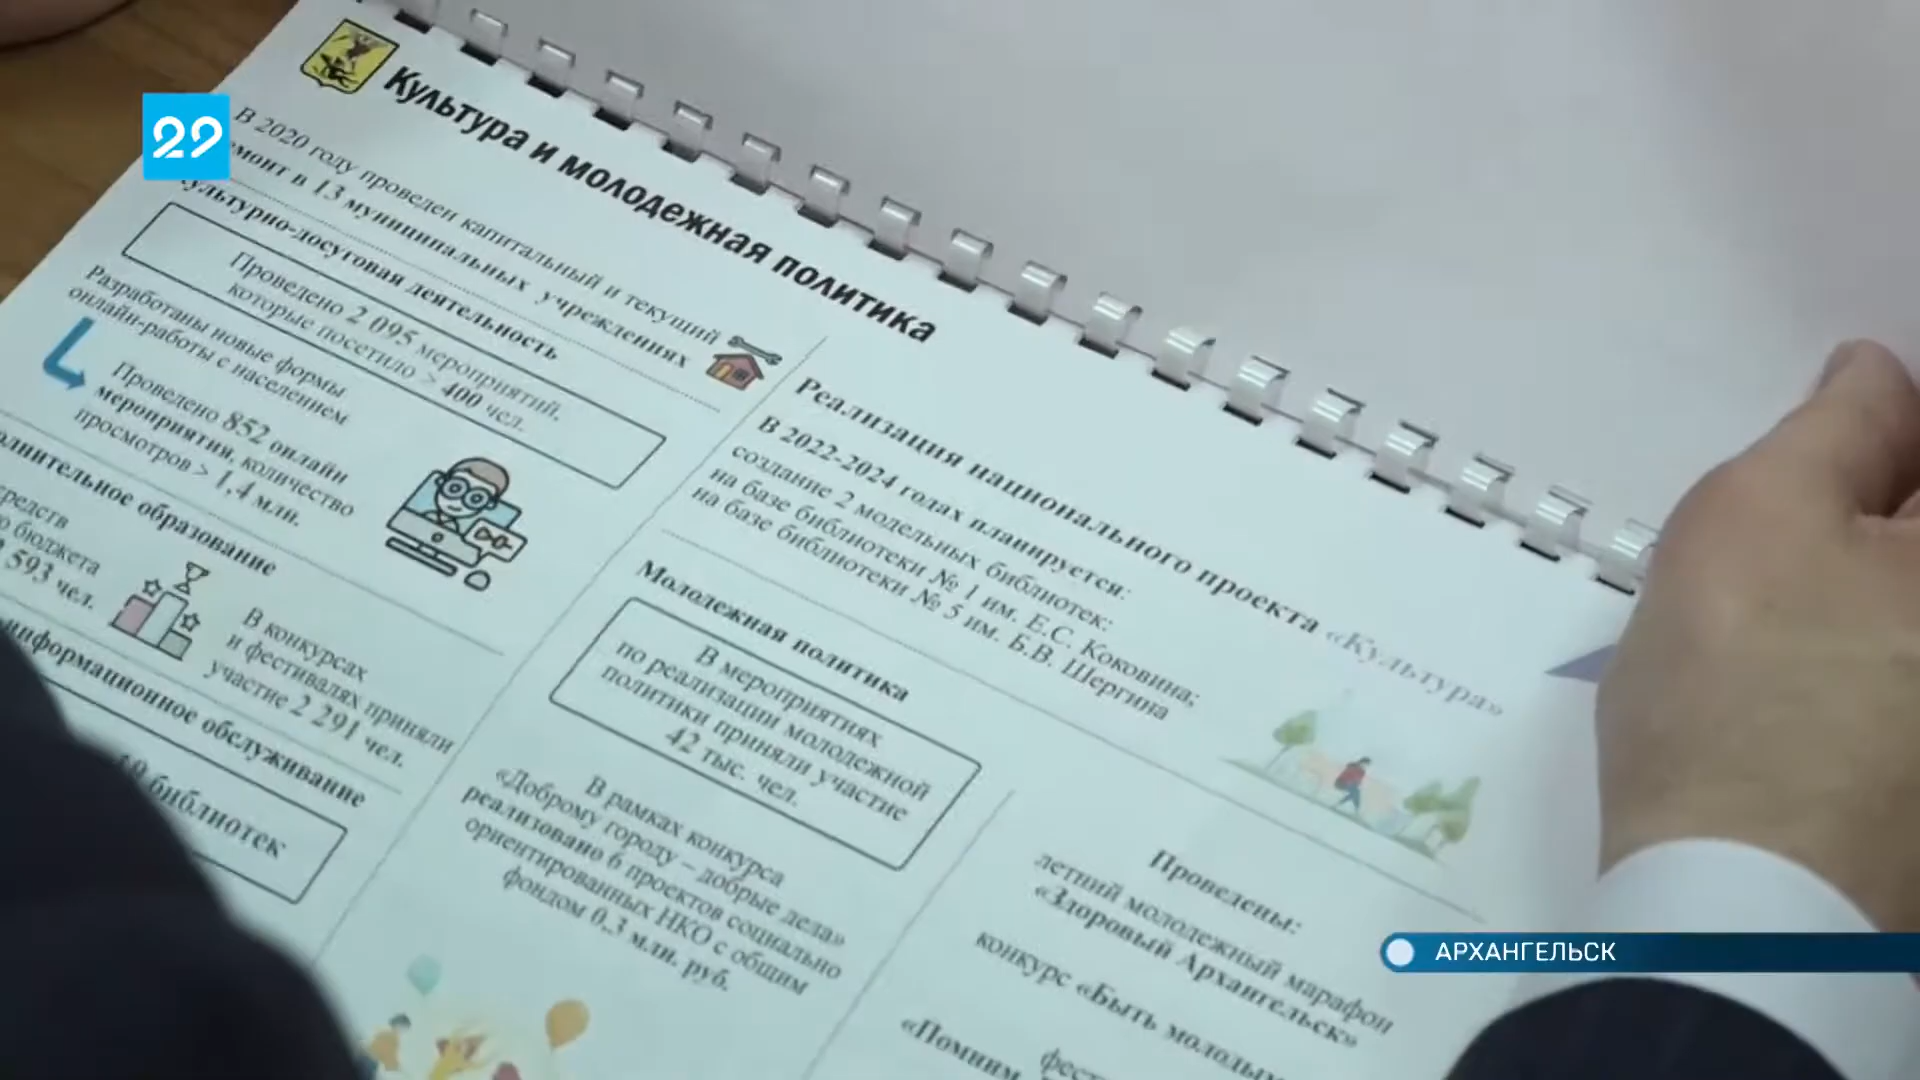 29
Культура и молодежная политика
В 2020 году проведен капитальный и текущий
в 13 муниципальных учреждениях
культурно-досуговая деятельность
Проведено 2 095 мероприятий,
которые посетило > 400 чел.
Разработаны новые формы
онлайн-работы с населением
Проведено 852 онлайн
мероприятия, количество
просмотров > 1,4 млн.
образование
бюджета
593 чел.
В конкурсах
и фестивалях приняли
участие 2 291 чел.
информационное обслуживание
библиотек
Реализация национального проекта «Культура»
В 2022-2024 годах планируется:
создание 2 модельных библиотек:
на базе библиотеки № 1 им. Е.С. Коковина;
на базе библиотеки № 5 им. Б.В. Шергина
Молодежная политика
В мероприятиях
по реализации молодежной
политики приняли участие
42 тыс. чел.
В рамках конкурса
«Доброму городу – добрые дела»
реализовано 6 проектов социально
ориентированных НКО с общим
фондом 0,3 млн. руб.
Проведены:
летний молодежный марафон
«Здоровый Архангельск»
конкурс «Быть молодым
«Помним
АРХАНГЕЛЬСК